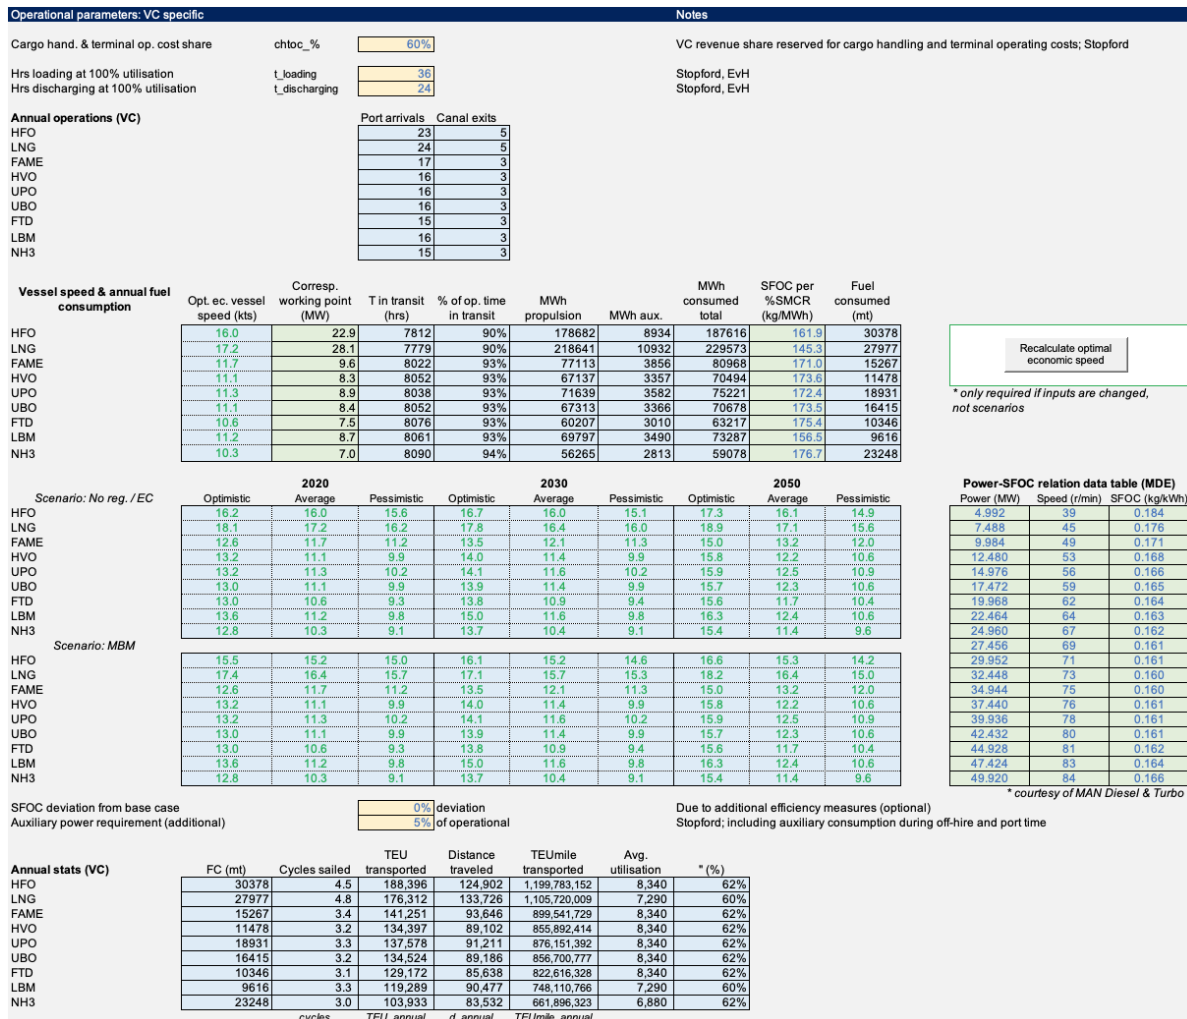 Operational parameters: VC specific Notes
Cargo hand. & terminal op. cost share chtoc_% 60% VC revenue share reserved for cargo handling and terminal operating costs; Stopford
Hrs loading at 100% utilisation t_loading 36 Stopford, EvH
Hrs discharging at 100% utilisation t_discharging 24 Stopford, EvH
Annual operations (VC) Port arrivals Canal exits
HFO 23 5
LNG 24 5
FAME 17 3
HVO 16 3
UPO 16 3
UBO 16 3
FTD 15 3
LBM 16 3
NH3 15 3
Vessel speed & annual fuel consumption Opt. ec. vessel speed (kts) Corresp. working point (MW) T in transit (hrs) % of op. time in transit MWh propulsion MWh aux. MWh consumed total SFOC per %SMCR (kg/MWh) Fuel consumed (mt)
HFO 16.0 22.9 7812 90% 178682 8934 187616 161.9 30378
LNG 17.2 28.1 7779 90% 218641 10932 229573 145.3 27977
FAME 11.7 9.6 8022 93% 77113 3856 80968 171.0 15267
HVO 11.1 8.3 8052 93% 67137 3357 70494 173.6 11478
UPO 11.3 8.9 8038 93% 71639 3582 75221 172.4 18931
UBO 11.1 8.4 8052 93% 67313 3366 70678 173.5 16415
FTD 10.6 7.5 8076 93% 60207 3010 63217 175.4 10346
LBM 11.2 8.7 8061 93% 69797 3490 73287 156.5 9616
NH3 10.3 7.0 8090 94% 56265 2813 59078 176.7 23248
Recalculate optimal
economic speed
* only required if inputs are changed,
not scenarios
2020 2030 2050
Scenario: No reg. / EC Optimistic Average Pessimistic Optimistic Average Pessimistic Optimistic Average Pessimistic
HFO 16.2 16.0 15.6 16.7 16.0 15.1 17.3 16.1 14.9
LNG 18.1 17.2 16.2 17.8 16.4 16.0 18.9 17.1 15.6
FAME 12.6 11.7 11.2 13.5 12.1 11.3 15.0 13.2 12.0
HVO 13.2 11.1 9.9 14.0 11.4 9.9 15.8 12.2 10.6
UPO 13.2 11.3 10.2 14.1 11.6 10.2 15.9 12.5 10.9
UBO 13.0 11.1 9.9 13.9 11.4 9.9 15.7 12.3 10.6
FTD 13.0 10.6 9.3 13.8 10.9 9.4 15.6 11.7 10.4
LBM 13.6 11.2 9.8 15.0 11.6 9.8 16.3 12.4 10.6
NH3 12.8 10.3 9.1 13.7 10.4 9.1 15.4 11.4 9.6
Scenario: MBM
HFO 15.5 15.2 15.0 16.1 15.2 14.6 16.6 15.3 14.2
LNG 17.4 16.4 15.7 17.1 15.7 15.3 18.2 16.4 15.0
FAME 12.6 11.7 11.2 13.5 12.1 11.3 15.0 13.2 12.0
HVO 13.2 11.1 9.9 14.0 11.4 9.9 15.8 12.2 10.6
UPO 13.2 11.3 10.2 14.1 11.6 10.2 15.9 12.5 10.9
UBO 13.0 11.1 9.9 13.9 11.4 9.9 15.7 12.3 10.6
FTD 13.0 10.6 9.3 13.8 10.9 9.4 15.6 11.7 10.4
LBM 13.6 11.2 9.8 15.0 11.6 9.8 16.3 12.4 10.6
NH3 12.8 10.3 9.1 13.7 10.4 9.1 15.4 11.4 9.6
Power-SFOC relation data table (MDE)
Power (MW) Speed (r/min) SFOC (kg/kWh)
4.992 39 0.184
7.488 45 0.176
9.984 49 0.171
12.480 53 0.168
14.976 56 0.166
17.472 59 0.165
19.968 62 0.164
22.464 64 0.163
24.960 67 0.162
27.456 69 0.161
29.952 71 0.161
32.448 73 0.160
34.944 75 0.160
37.440 76 0.161
39.936 78 0.161
42.432 80 0.161
44.928 81 0.162
47.424 83 0.164
49.920 84 0.166
* courtesy of MAN Diesel & Turbo
SFOC deviation from base case 0% deviation Due to additional efficiency measures (optional)
Auxiliary power requirement (additional) 5% of operational Stopford; including auxiliary consumption during off-hire and port time
Annual stats (VC) FC (mt) Cycles sailed TEU transported Distance traveled TEUmile transported Avg. utilisation " (%)
HFO 30378 4.5 188,396 124,902 1,199,783,152 8,340 62%
LNG 27977 4.8 176,312 133,726 1,105,720,009 7,290 60%
FAME 15267 3.4 141,251 93,646 899,541,729 8,340 62%
HVO 11478 3.2 134,397 89,102 855,892,414 8,340 62%
UPO 18931 3.3 137,578 91,211 876,151,392 8,340 62%
UBO 16415 3.2 134,524 89,186 856,700,777 8,340 62%
FTD 10346 3.1 129,172 85,638 822,616,328 8,340 62%
LBM 9616 3.3 119,289 90,477 748,110,766 7,290 60%
NH3 23248 3.0 103,933 83,532 661,896,323 6,880 62%
cycles TEU_annual d_annual TEUmile_annual